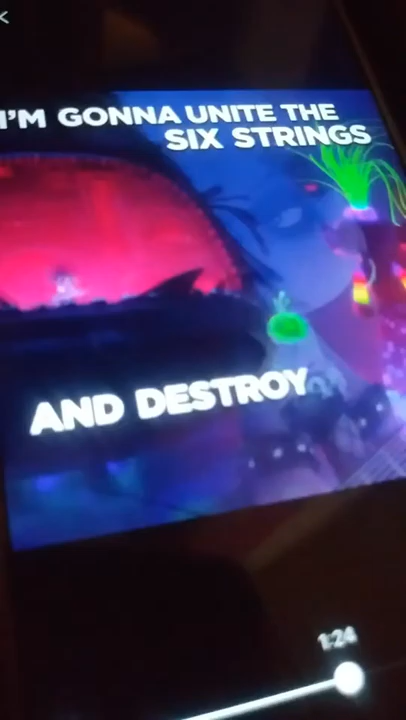 I'M GONNA UNITE THE
SIX STRINGS
AND DESTROY
1:24